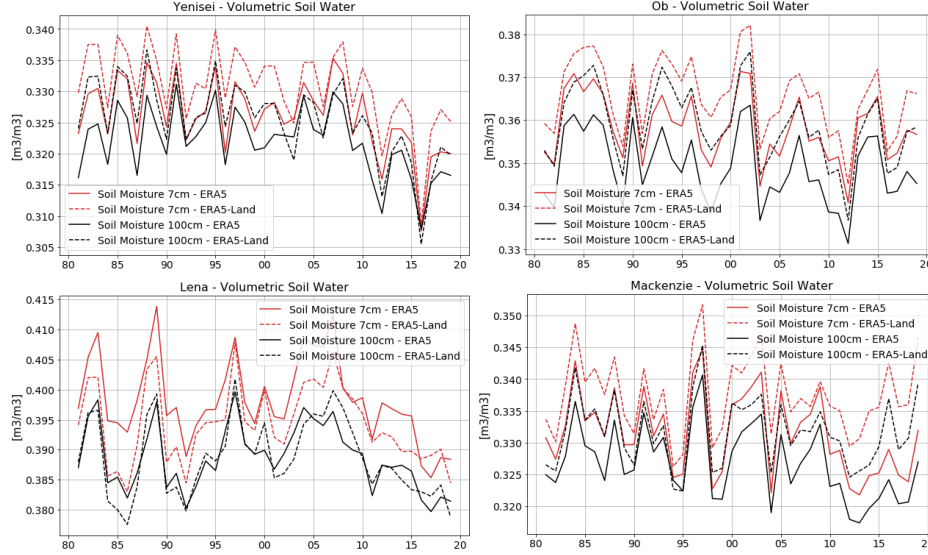 Yenisei - Volumetric Soil Water
[m3/m3]
0.340
0.335
0.330
0.325
0.320
0.315
0.310
0.305
Soil Moisture 7cm - ERA5
Soil Moisture 7cm - ERA5-Land
Soil Moisture 100cm - ERA5
Soil Moisture 100cm - ERA5-Land
80 85 90 95 00 05 10 15 20
Ob - Volumetric Soil Water
[m3/m3]
0.38
0.37
0.36
0.35
0.34
0.33
Soil Moisture 7cm - ERA5
Soil Moisture 7cm - ERA5-Land
Soil Moisture 100cm - ERA5
Soil Moisture 100cm - ERA5-Land
80 85 90 95 00 05 10 15
Lena - Volumetric Soil Water
[m3/m3]
0.415
0.410
0.405
0.400
0.395
0.390
0.385
0.380
Soil Moisture 7cm - ERA5
Soil Moisture 7cm - ERA5-Land
Soil Moisture 100cm - ERA5
Soil Moisture 100cm - ERA5-Land
80 85 90 95 00 05 10 15 20
Mackenzie - Volumetric Soil Water
[m3/m3]
0.350
0.345
0.340
0.335
0.330
0.325
0.320
Soil Moisture 7cm - ERA5
Soil Moisture 7cm - ERA5-Land
Soil Moisture 100cm - ERA5
Soil Moisture 100cm - ERA5-Land
80 85 90 95 00 05 10 15